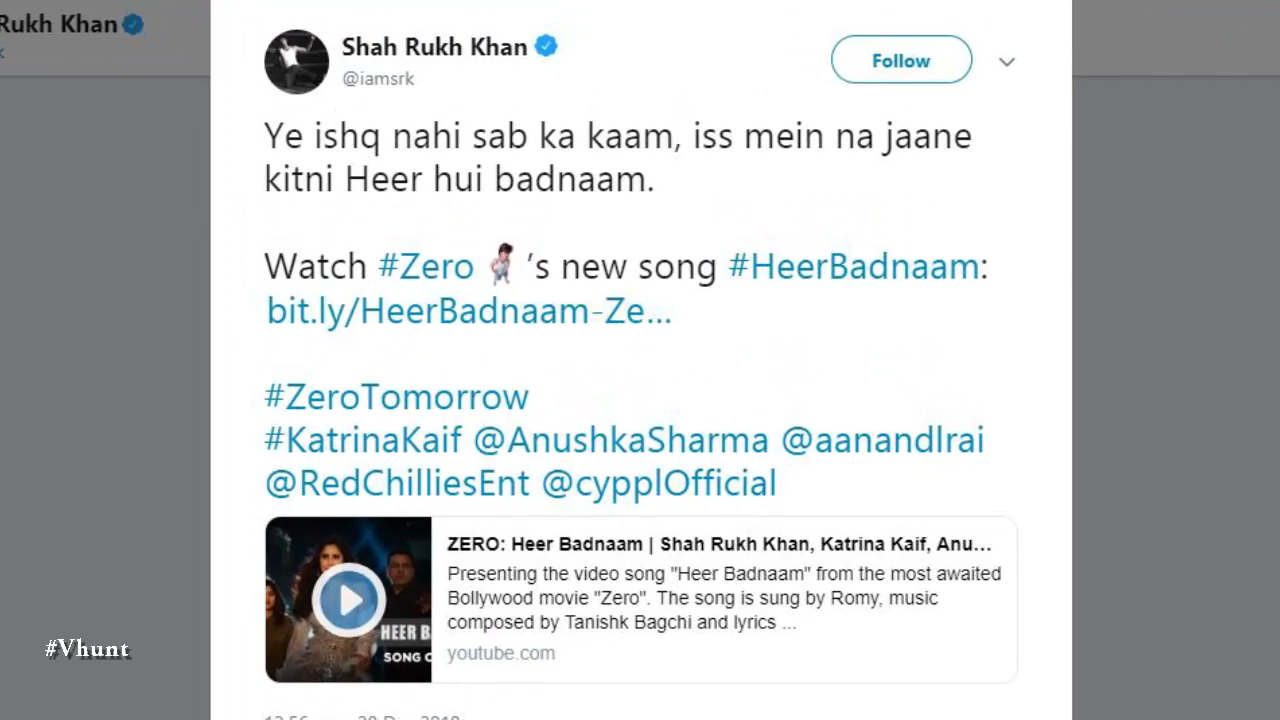 Rukh Khan
Shah Rukh Khan
@iamsrk
Follow
Ye ishq nahi sab ka kaam, iss mein na jaane
kitni Heer hui badnaam.
Watch #Zero 's new song #HeerBadnaam:
bit.ly/HeerBadnaam-Ze...
#ZeroTomorrow
#KatrinaKaif @AnushkaSharma @aanandlrai
@RedChilliesEnt @cypplOfficial
HEER B
SONG
ZERO: Heer Badnaam | Shah Rukh Khan, Katrina Kaif, Anu...
Presenting the video song "Heer Badnaam" from the most awaited
Bollywood movie "Zero". The song is sung by Romy, music
composed by Tanishk Bagchi and lyrics ...
youtube.com
#Vhunt